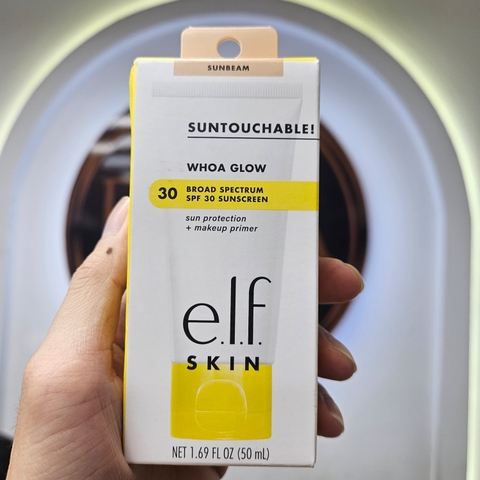 SUNBEAM
SUNTOUCHABLE!
WHOA GLOW
30 BROAD SPECTRUM
SPF 30 SUNSCREEN
sun protection
+ makeup primer
e.l.f.
SKIN
NET 1.69 FL OZ (50 mL)